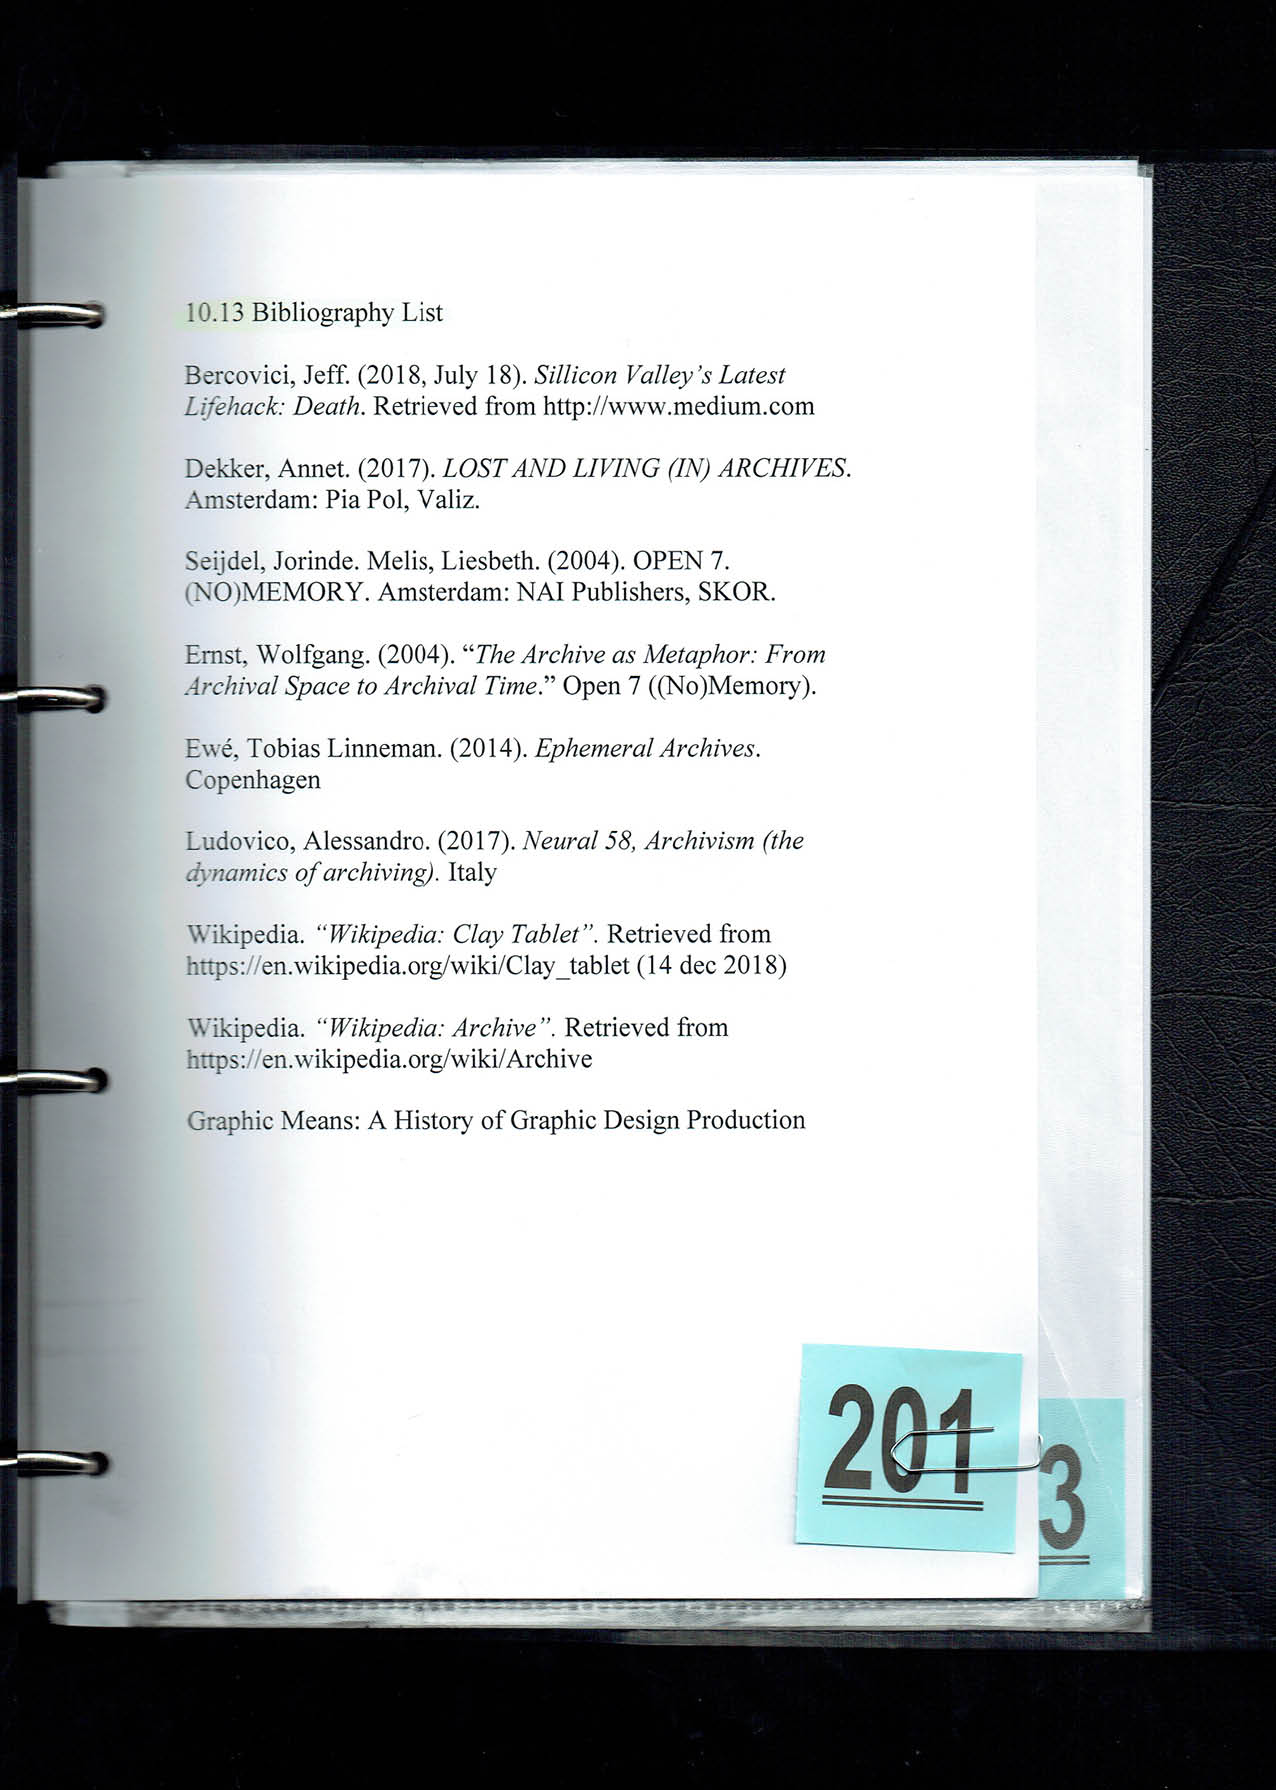 10.13 Bibliography List
Bercovici, Jeff. (2018, July 18). Sillicon Valley's Latest
Lifehack: Death. Retrieved from http://www.medium.com
Dekker, Annet. (2017). LOST AND LIVING (IN) ARCHIVES.
Amsterdam: Pia Pol, Valiz.
Seijdel, Jorinde. Melis, Liesbeth. (2004). OPEN 7.
(NO)MEMORY. Amsterdam: NAI Publishers, SKOR.
Ernst, Wolfgang. (2004). “The Archive as Metaphor: From
Archival Space to Archival Time.” Open 7 ((No)Memory).
Ewé, Tobias Linneman. (2014). Ephemeral Archives.
Copenhagen
Ludovico, Alessandro. (2017). Neural 58, Archivism (the
dynamics of archiving). Italy
Wikipedia. “Wikipedia: Clay Tablet”. Retrieved from
https://en.wikipedia.org/wiki/Clay_tablet (14 dec 2018)
Wikipedia. “Wikipedia: Archive”. Retrieved from
https://en.wikipedia.org/wiki/Archive
Graphic Means: A History of Graphic Design Production
201
3